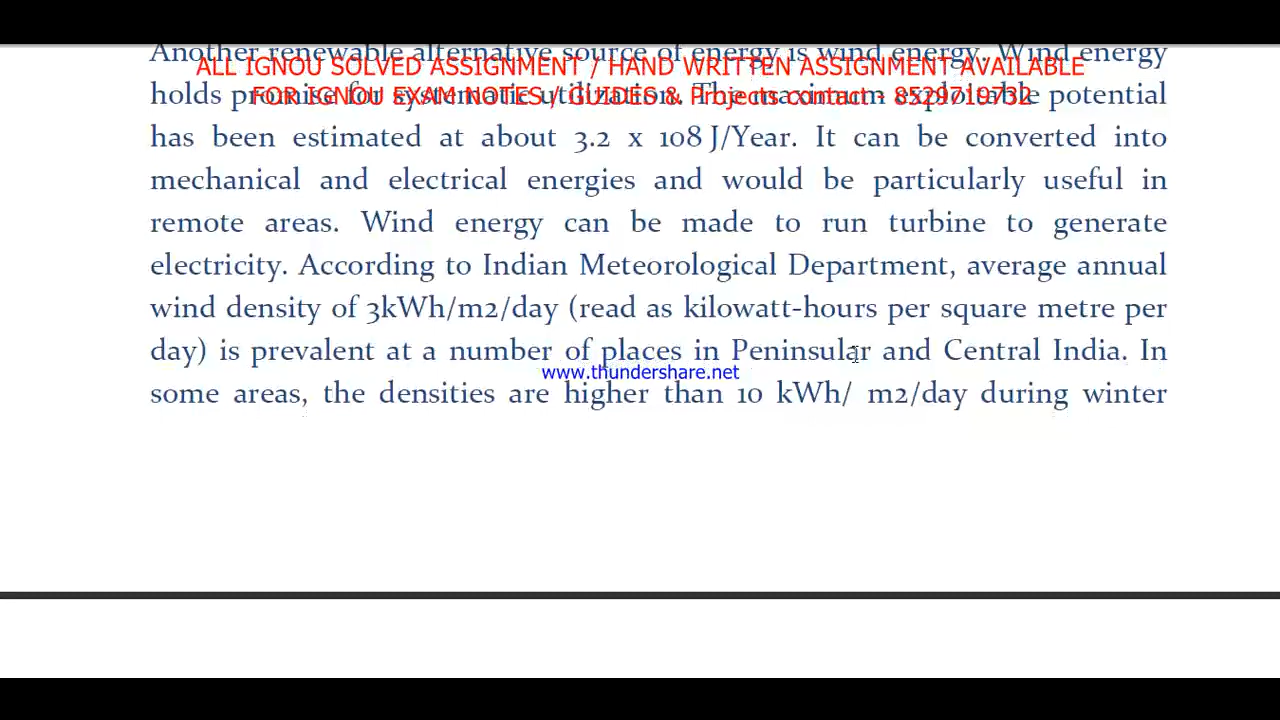 Another renewable alternative source of energy is wind energy. Wind energy
ALL IGNOU SOLVED ASSIGNMENT / HAND WRITTEN ASSIGNMENT AVAILABLE
holds promise for systematic utilization. The maximum exploitable potential
FOR IGNOU EXAM NOTES / GUIDES & Projects contact - 8529719732
has been estimated at about 3.2 x 108 J/Year. It can be converted into
mechanical and electrical energies and would be particularly useful in
remote areas. Wind energy can be made to run turbine to generate
electricity. According to Indian Meteorological Department, average annual
wind density of 3kWh/m2/day (read as kilowatt-hours per square metre per
day) is prevalent at a number of places in Peninsular and Central India. In
www.thundershare.net
some areas, the densities are higher than 10 kWh/ m2/day during winter